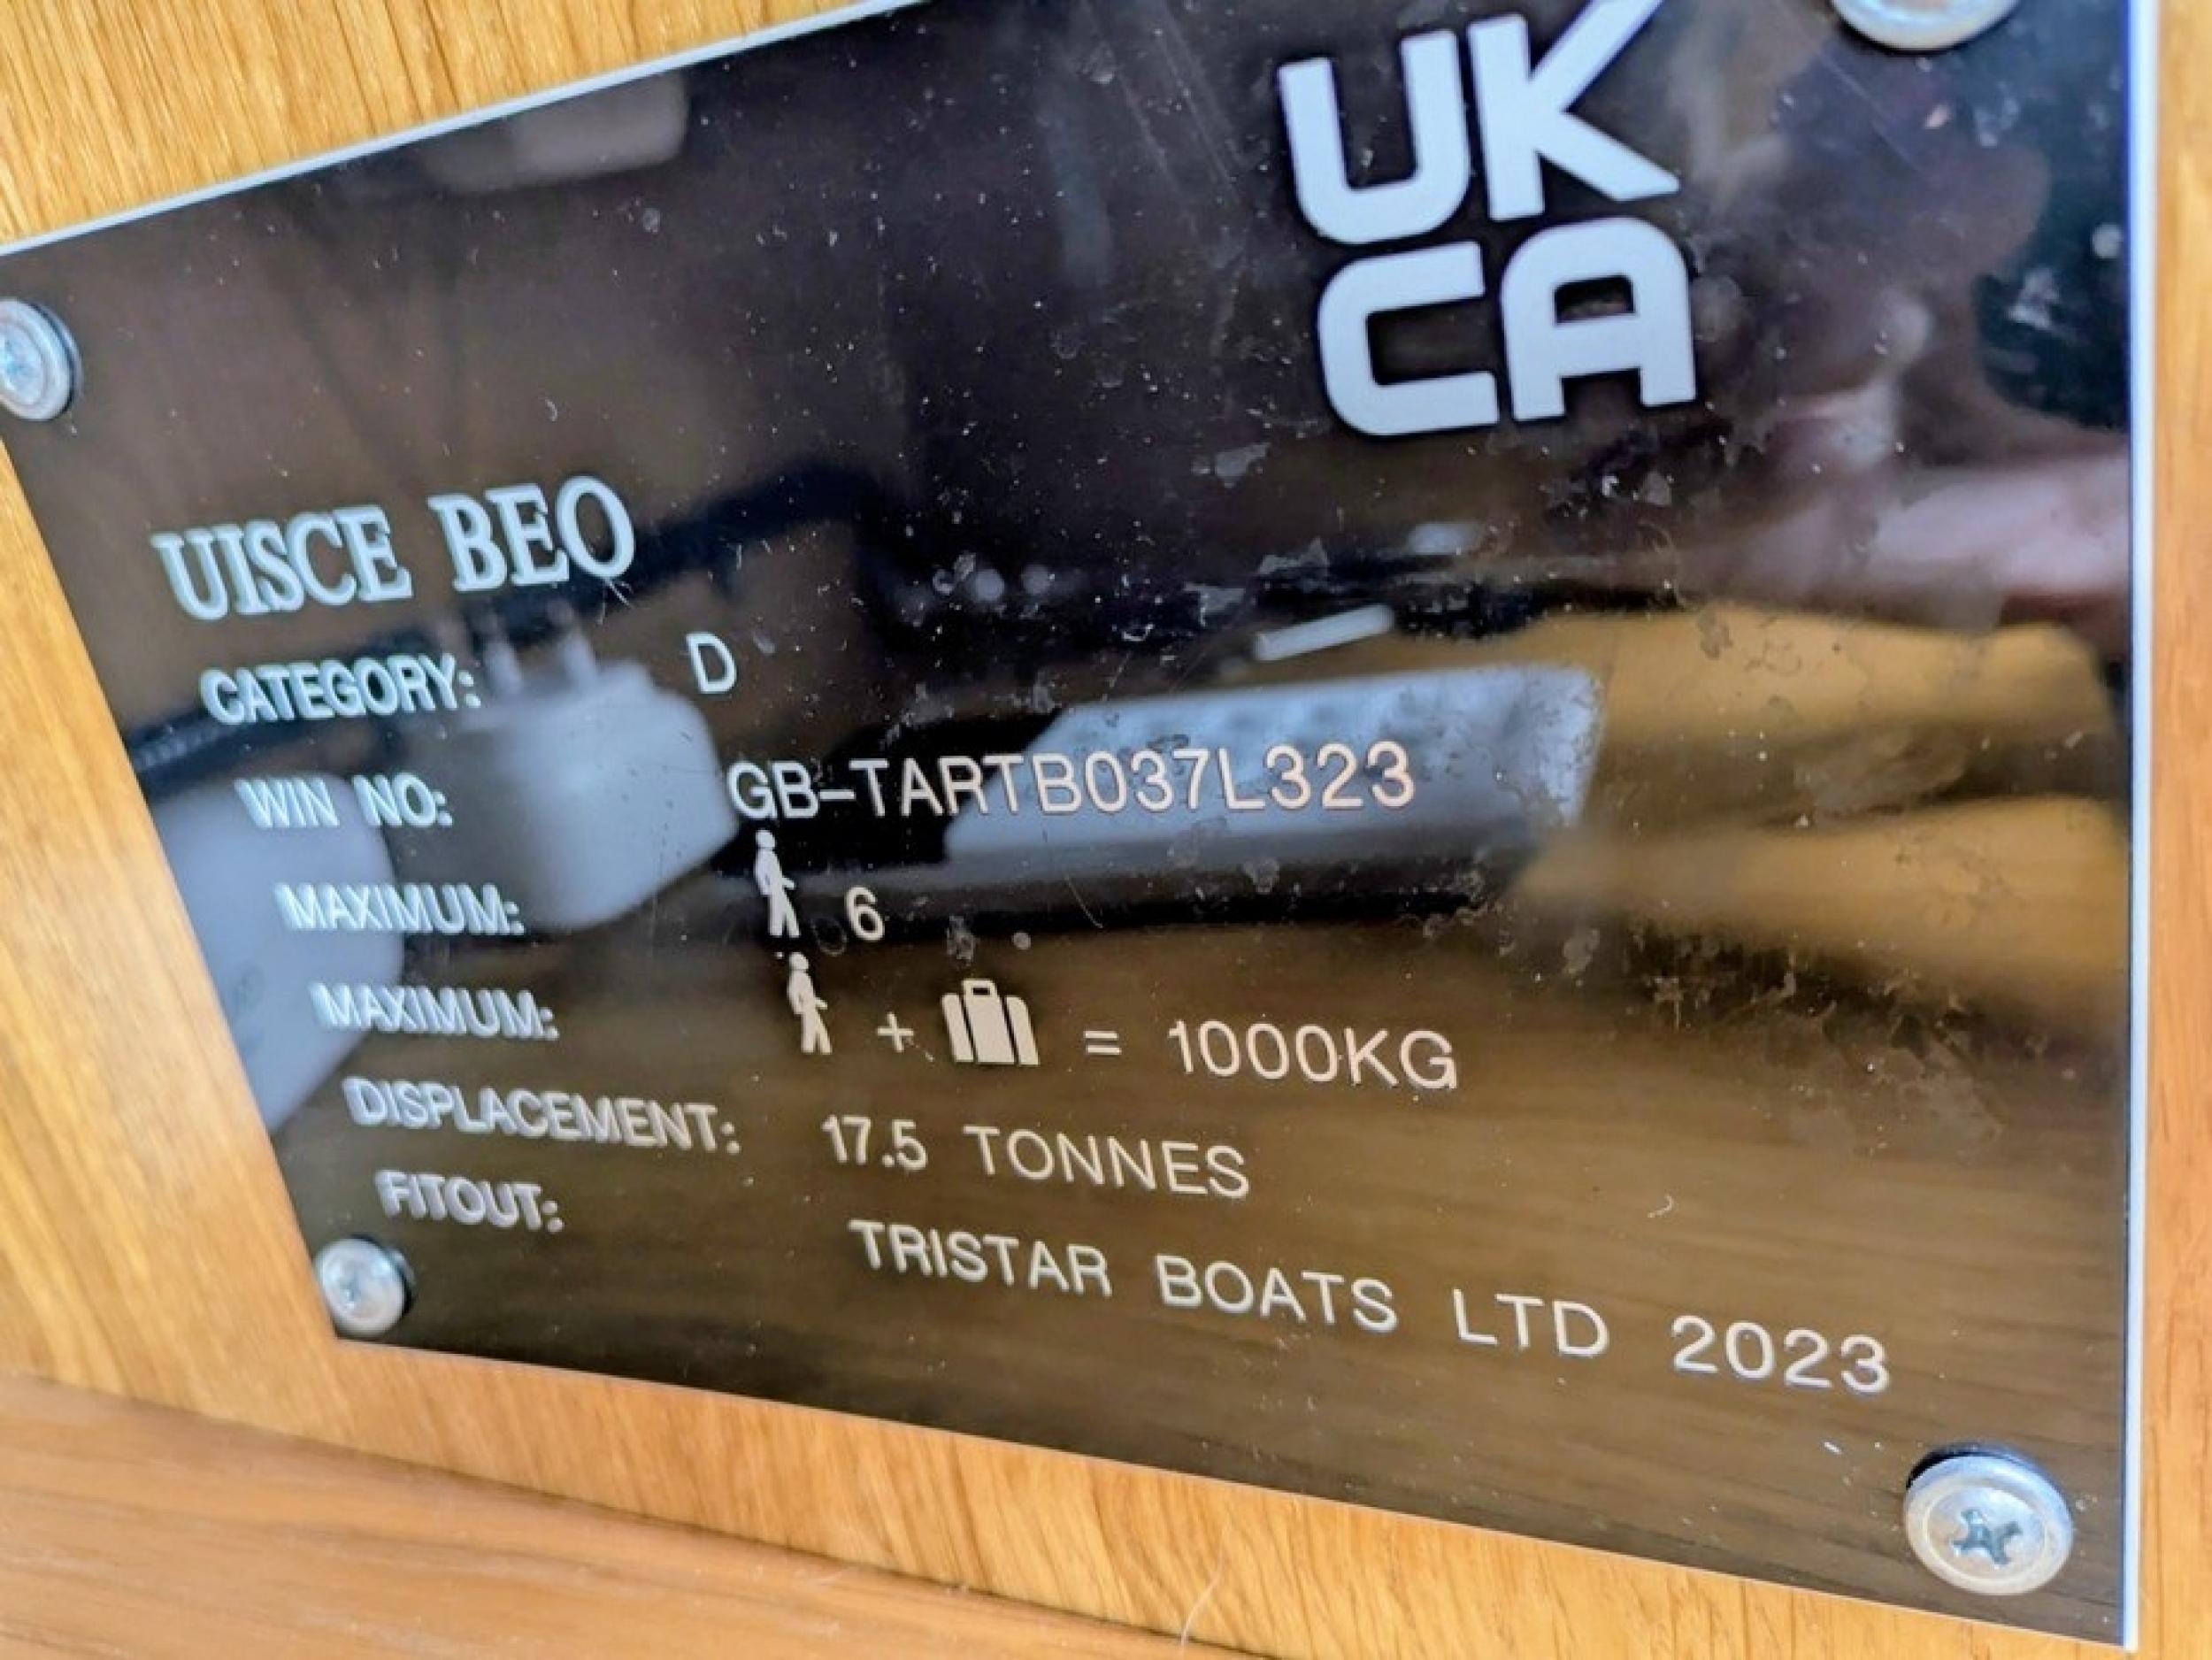 UK
CA
UISCE BEO
CATEGORY: D
WIN NO: GB-TARTB037L323
MAXIMUM: 6
MAXIMUM: + = 1000KG
DISPLACEMENT: 17.5 TONNES
FITOUT: TRISTAR BOATS LTD 2023